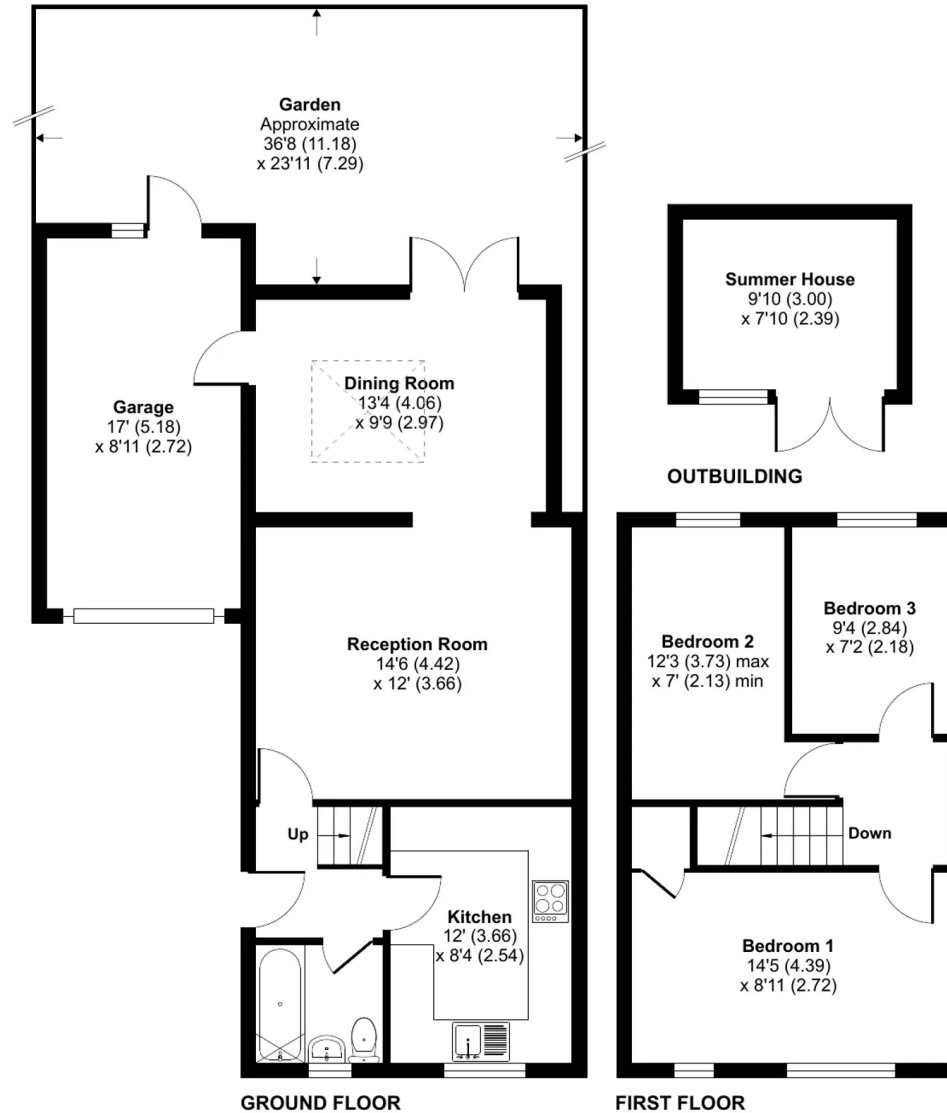 Garden
Approximate
36'8 (11.18)
x 23'11 (7.29)
Summer House
9'10 (3.00)
x 7'10 (2.39)
OUTBUILDING
Dining Room
13'4 (4.06)
x 9'9 (2.97)
Garage
17' (5.18)
x 8'11 (2.72)
Reception Room
14'6 (4.42)
x 12' (3.66)
Up
Kitchen
12' (3.66)
x 8'4 (2.54)
GROUND FLOOR
Bedroom 2
12'3 (3.73) max
x 7' (2.13) min
Bedroom 3
9'4 (2.84)
x 7'2 (2.18)
Down
Bedroom 1
14'5 (4.39)
x 8'11 (2.72)
FIRST FLOOR